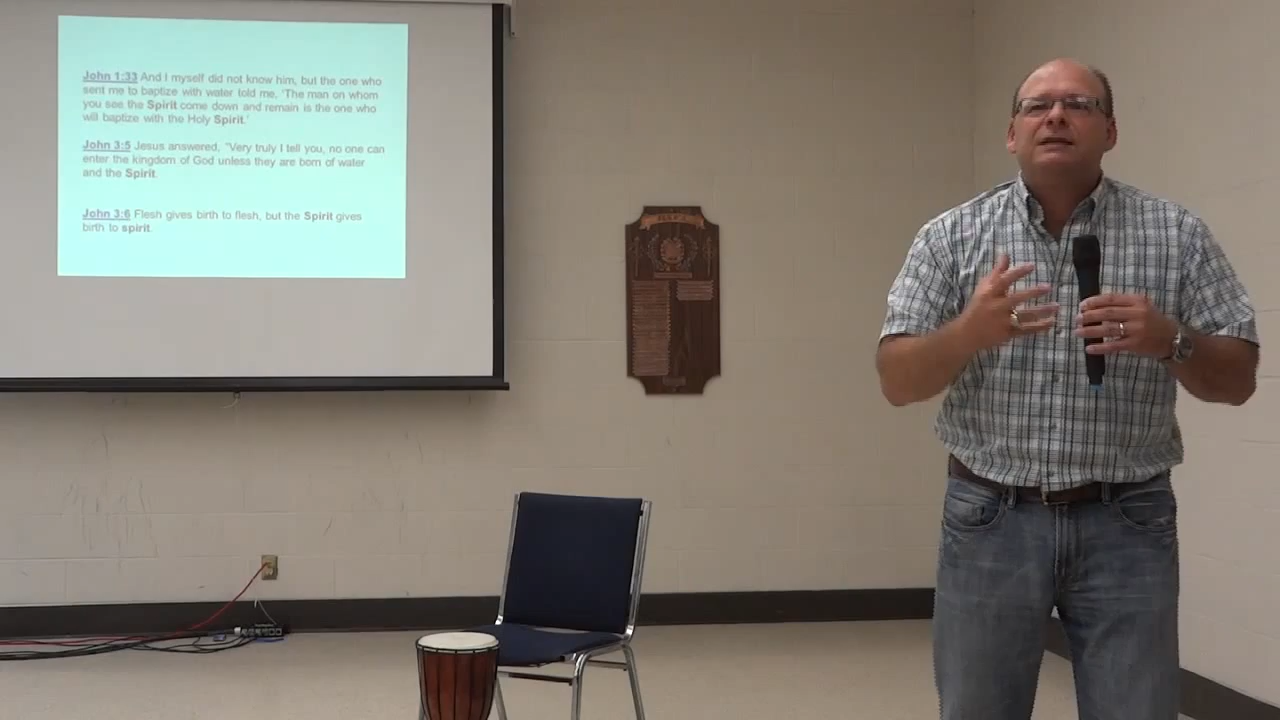 John 1:33 And I myself did not know him, but the one who
sent me to baptize with water told me, 'The man on whom
you see the Spirit come down and remain is the one who
will baptize with the Holy Spirit.'
John 3:5 Jesus answered, "Very truly I tell you, no one can
enter the kingdom of God unless they are born of water
and the Spirit.
John 3:6 Flesh gives birth to flesh, but the Spirit gives
birth to spirit.